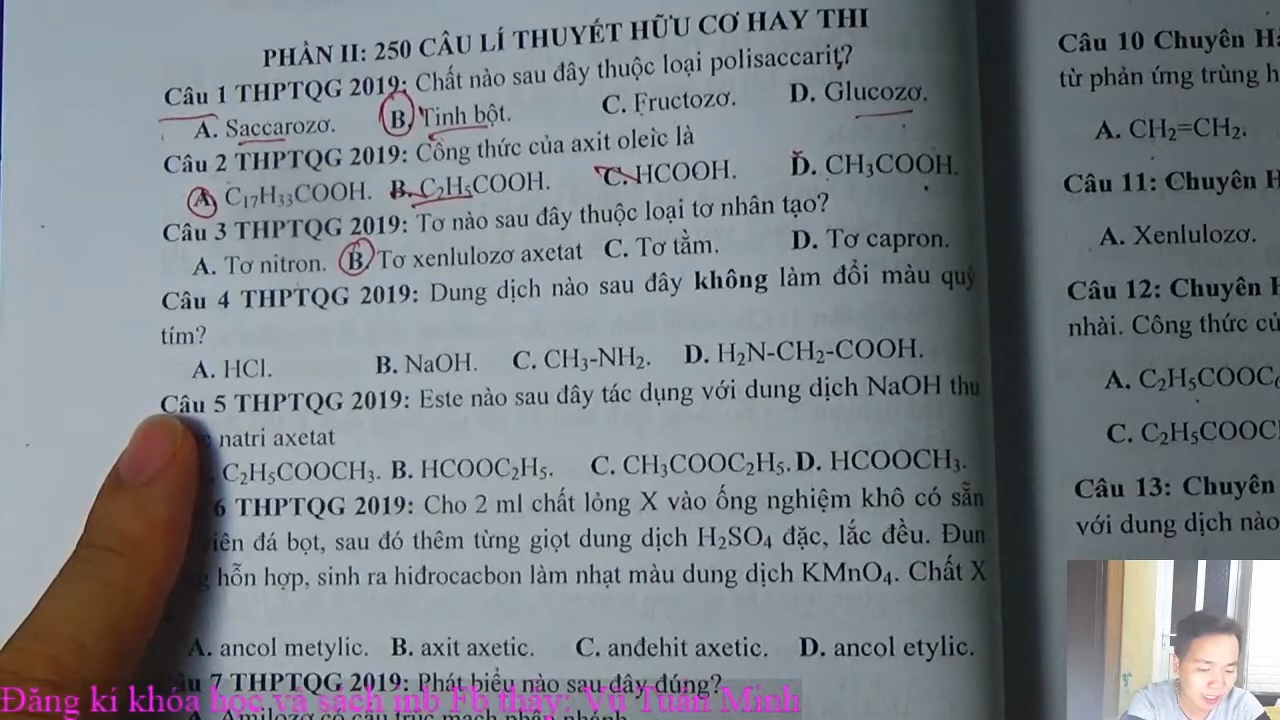 PHẦN II: 250 CÂU LÍ THUYẾT HỮU CƠ HAY THI
Câu 1 THPTQG 2019: Chất nào sau đây thuộc loại polisaccarit?
A. Saccarozơ. B. Tinh bột. C. Fructozơ. D. Glucozơ.
Câu 2 THPTQG 2019: Công thức của axit oleic là
A. C₁₇H₃₃COOH. B. C₂H₅COOH. C. HCOOH. D. CH₃COOH.
Câu 3 THPTQG 2019: Tơ nào sau đây thuộc loại tơ nhân tạo?
A. Tơ nitron. B. Tơ xenlulozơ axetat C. Tơ tằm. D. Tơ capron.
Câu 4 THPTQG 2019: Dung dịch nào sau đây không làm đổi màu quỳ
tím?
A. HCl. B. NaOH. C. CH₃-NH₂. D. H₂N-CH₂-COOH.
Câu 5 THPTQG 2019: Este nào sau đây tác dụng với dung dịch NaOH thu
natri axetat
C₂H₅COOCH₃. B. HCOOC₂H₅. C. CH₃COOC₂H₅. D. HCOOCH₃.
6 THPTQG 2019: Cho 2 ml chất lỏng X vào ống nghiệm khô có sẵn
đá bọt, sau đó thêm từng giọt dung dịch H₂SO₄ đặc, lắc đều. Đun
hỗn hợp, sinh ra hiđrocacbon làm nhạt màu dung dịch KMnO₄. Chất X
A. ancol metylic. B. axit axetic. C. anđehit axetic. D. ancol etylic.
7 THPTQG 2019: Phát biểu nào sau đây đúng?
Amilozơ có cấu trúc mạch phân nhánh.
Câu 10 Chuyên
từ phản ứng trùng
A. CH₂=CH₂.
Câu 11: Chuyên
A. Xenlulozơ.
Câu 12: Chuyên
nhài. Công thức
A. C₂H₅COOC
C. C₂H₅COOC
Câu 13: Chuyên
với dung dịch nào
Đăng kí khóa học và sách inb Fb thầy: Vũ Tuấn Minh